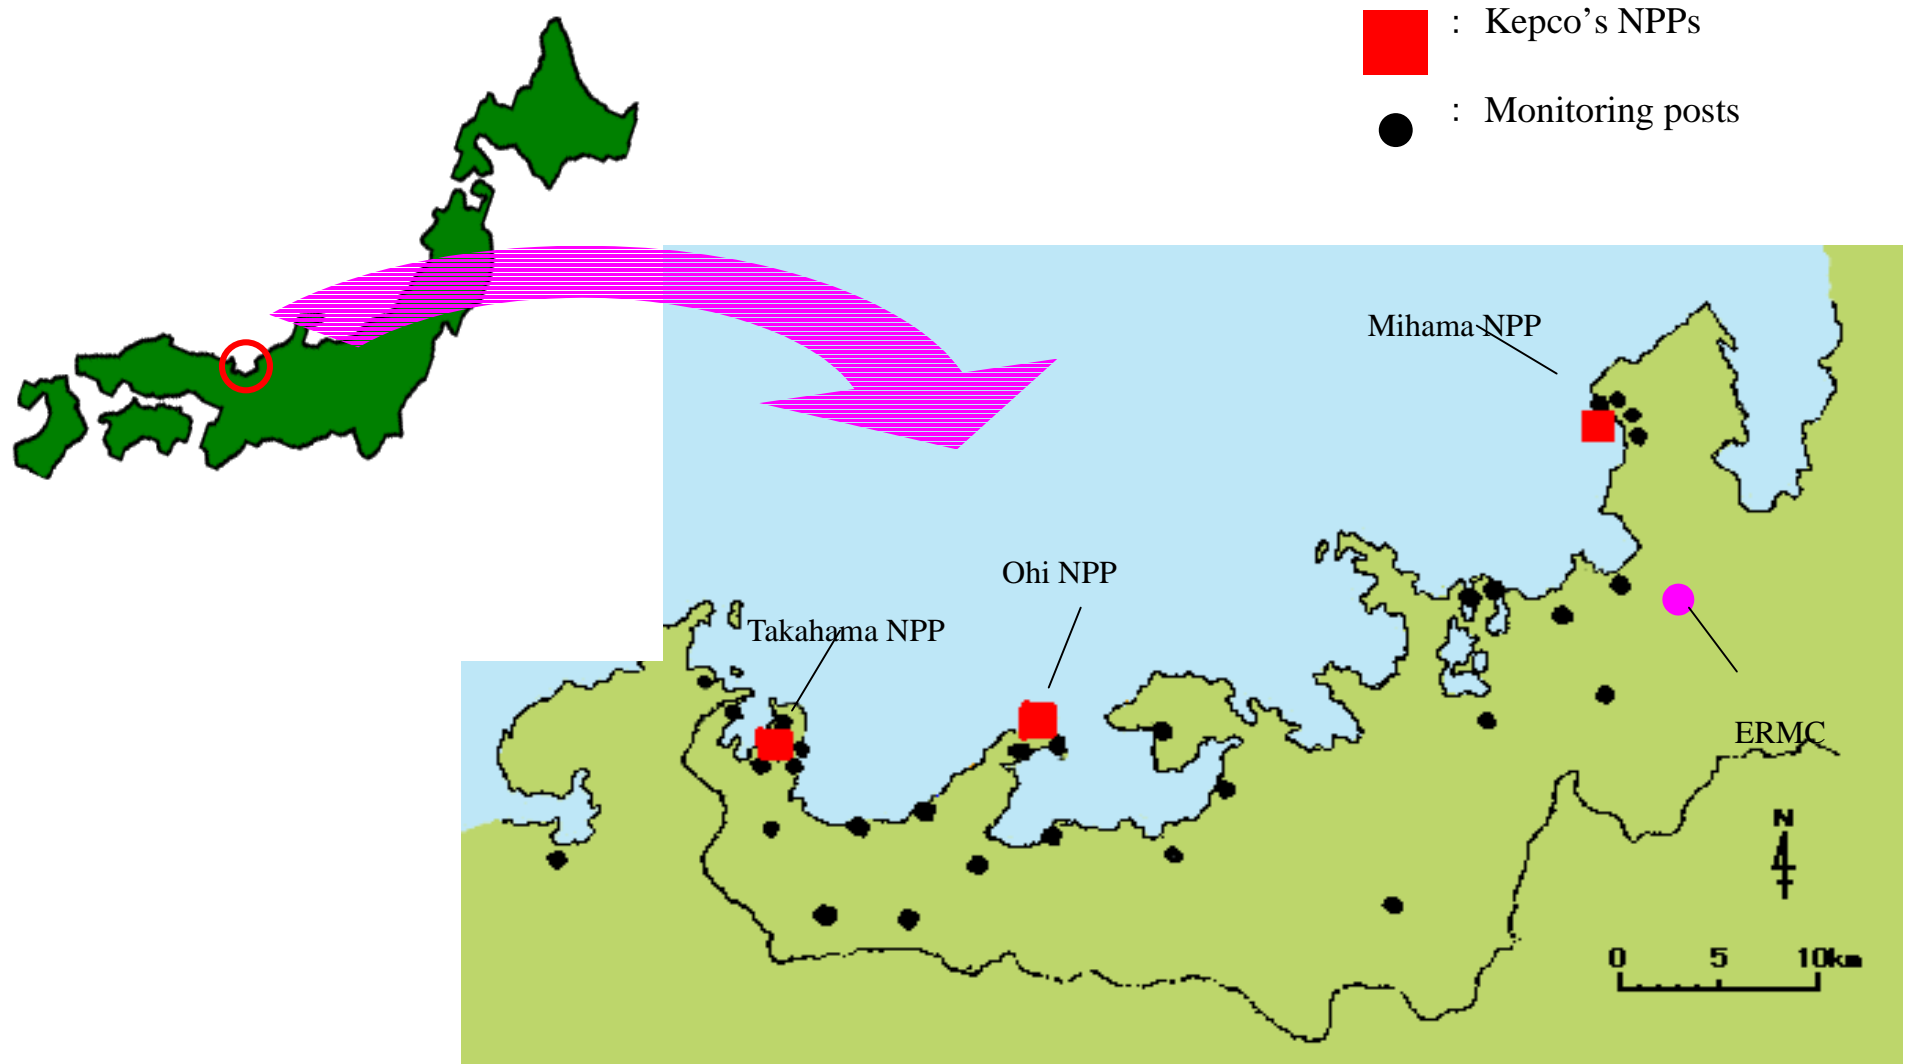 : Kepco’s NPPs
: Monitoring posts
Mihama NPP
Ohi NPP
Takahama NPP
ERMC
N
0 5 10km